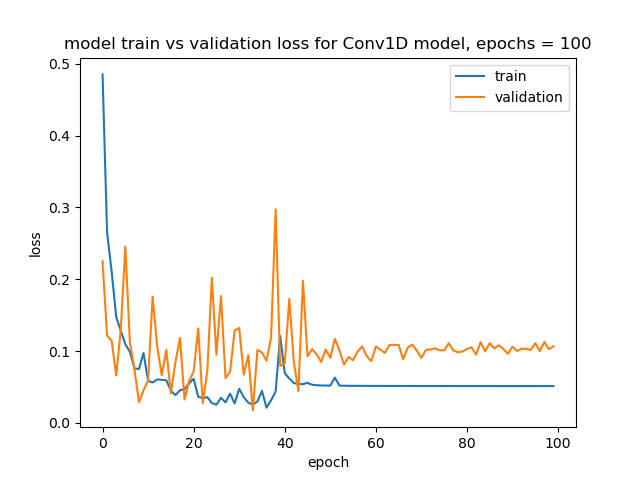 model train vs validation loss for Conv1D model, epochs = 100
train
validation
0.5
0.4
0.3
0.2
0.1
0.0
loss
0
20
40
60
80
100
epoch